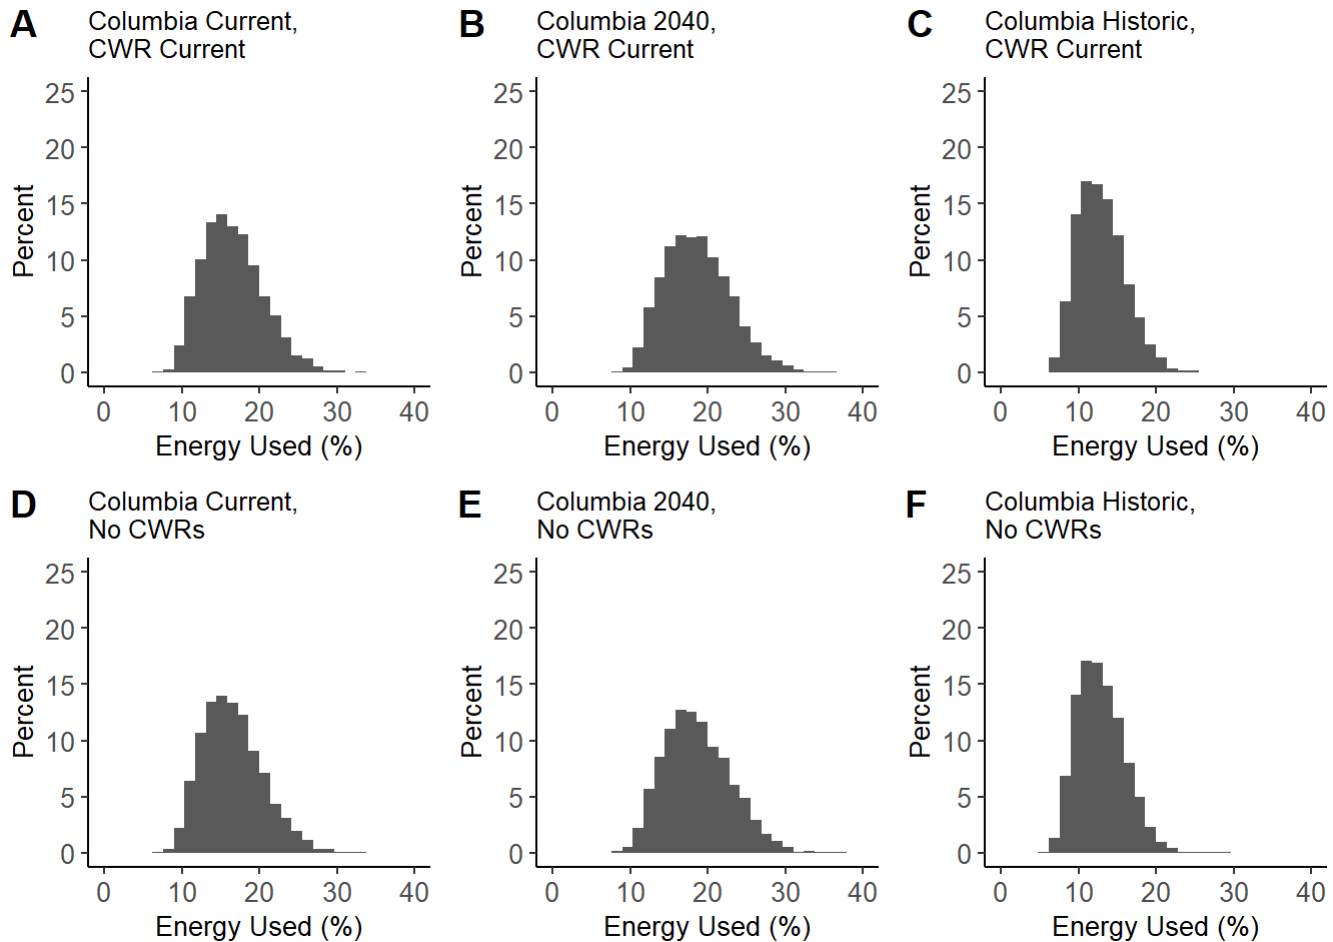 A
Columbia Current,
CWR Current
25
20
15
10
5
0
Percent
0 10 20 30 40
Energy Used (%)
B
Columbia 2040,
CWR Current
25
20
15
10
5
0
Percent
0 10 20 30 40
Energy Used (%)
C
Columbia Historic,
CWR Current
25
20
15
10
5
0
Percent
0 10 20 30 40
Energy Used (%)
D
Columbia Current,
No CWRs
25
20
15
10
5
0
Percent
0 10 20 30 40
Energy Used (%)
E
Columbia 2040,
No CWRs
25
20
15
10
5
0
Percent
0 10 20 30 40
Energy Used (%)
F
Columbia Historic,
No CWRs
25
20
15
10
5
0
Percent
0 10 20 30 40
Energy Used (%)